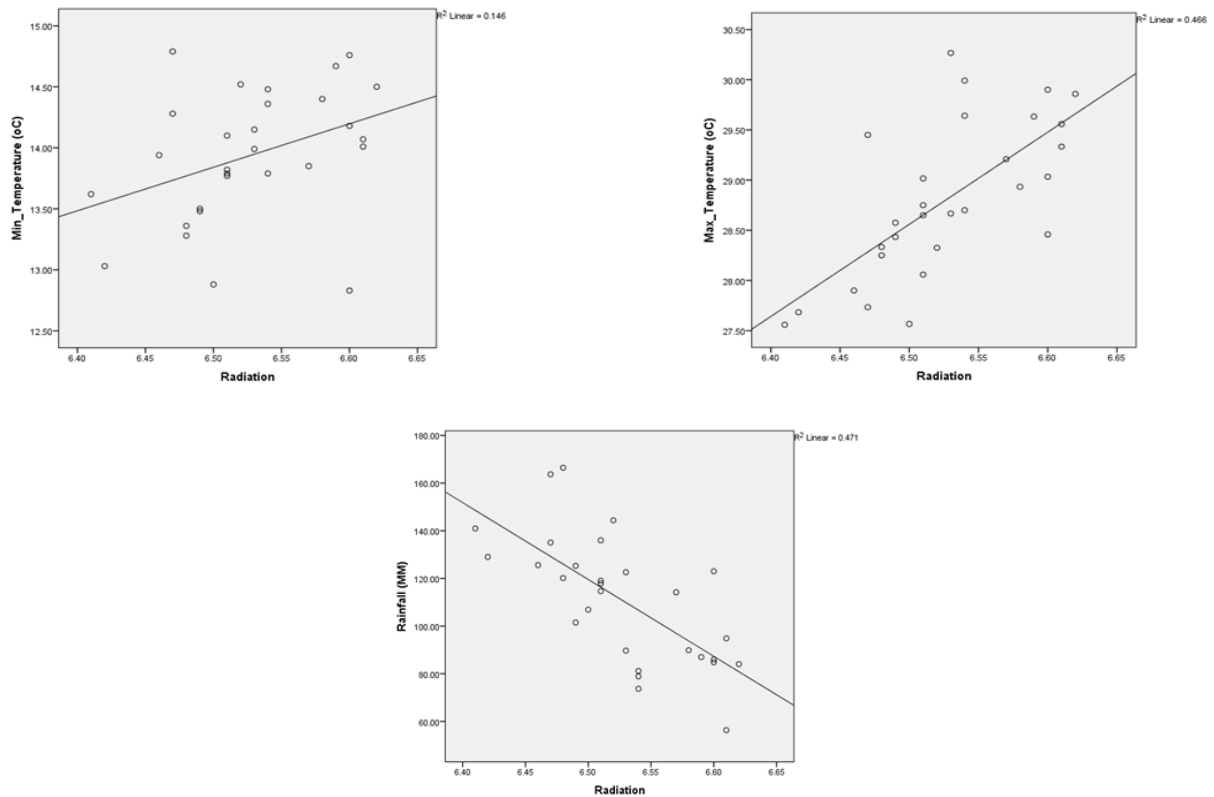 R2 Linear = 0.146
15.00
14.50
14.00
13.50
13.00
12.50
Min_Temperature (oC)
6.40 6.45 6.50 6.55 6.60 6.65
Radiation
R2 Linear = 0.466
30.50
30.00
29.50
29.00
28.50
28.00
27.50
Max_Temperature (oC)
6.40 6.45 6.50 6.55 6.60 6.65
Radiation
R2 Linear = 0.471
180.00
160.00
140.00
120.00
100.00
80.00
60.00
Rainfall (MM)
6.40 6.45 6.50 6.55 6.60 6.65
Radiation